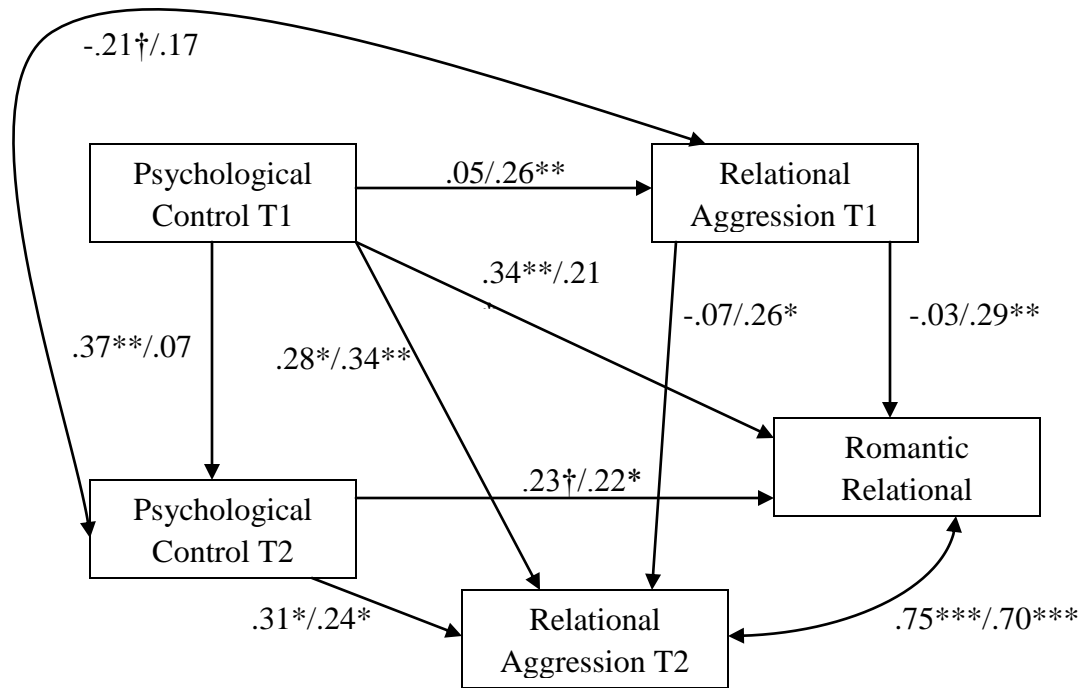 -.21†/.17
Psychological
Control T1
.05/.26**
Relational
Aggression T1
.34**/.21
-.07/.26*
-.03/.29**
.37**/.07
.28*/.34**
Romantic
Relational
.23†/.22*
Psychological
Control T2
.31*/.24*
Relational
Aggression T2
.75***/.70***